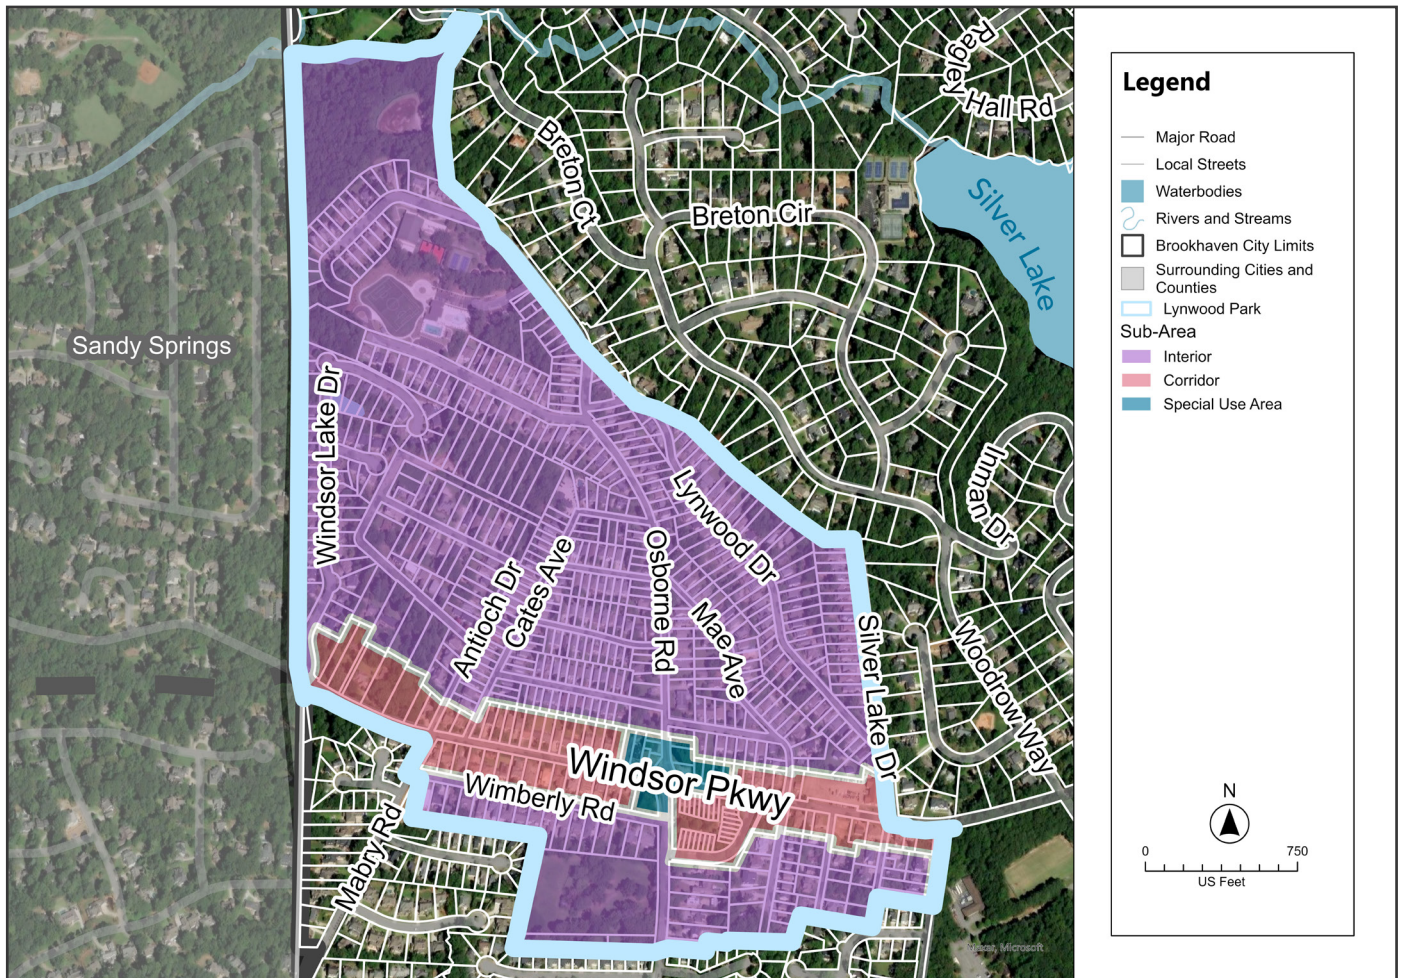 Ragley
Hall Rd
Breton Ct
Breton Cir
Silver Lake
Sandy Springs
Windsor Lake Dr
Inman Dr
Lynwood Dr
Antioch Dr
Cates Ave
Osborne Rd
Mae Ave
Silver Lake Dr
Woodrow Way
Windsor Pkwy
Wimberly Rd
Mabry Rd
Maxar, Microsoft
Legend
Major Road
Local Streets
Waterbodies
Rivers and Streams
Brookhaven City Limits
Surrounding Cities and
Counties
Lynwood Park
Sub-Area
Interior
Corridor
Special Use Area
N
0 750
US Feet